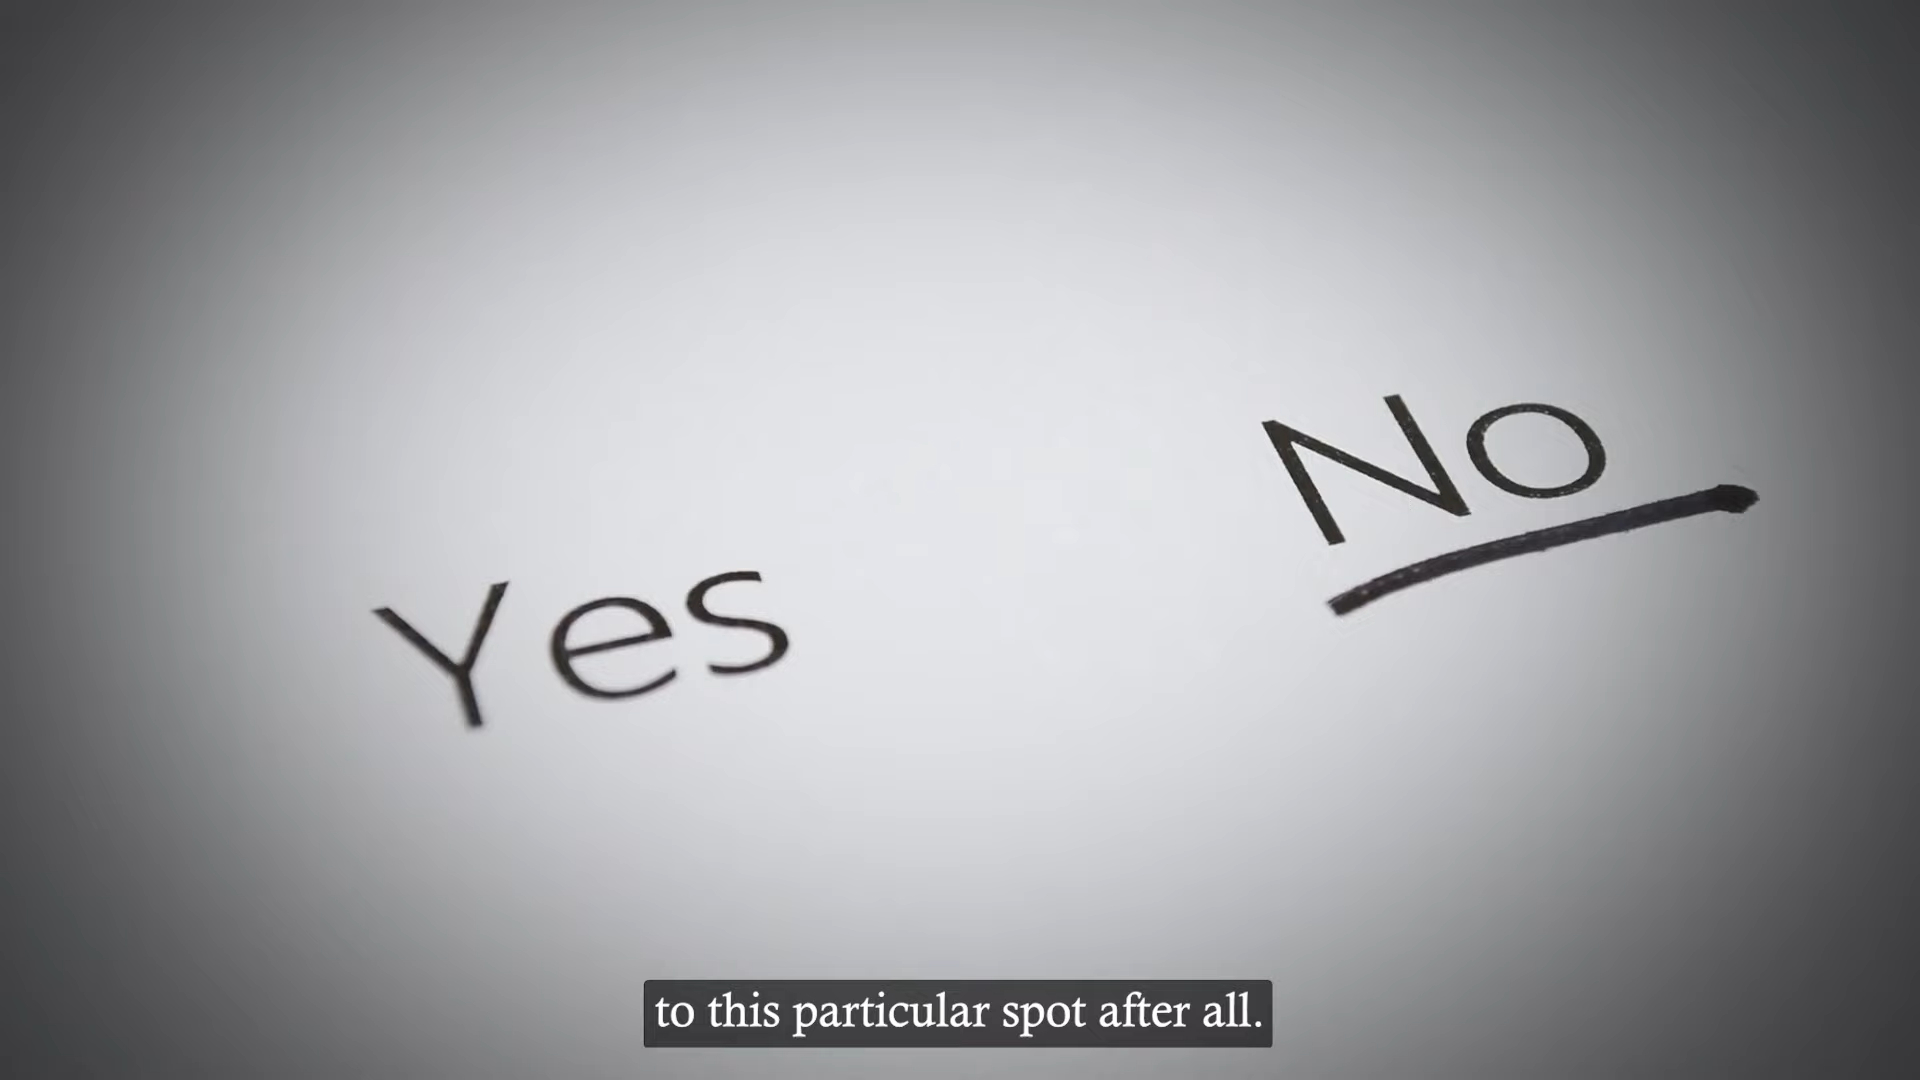 Yes
No
to this particular spot after all.